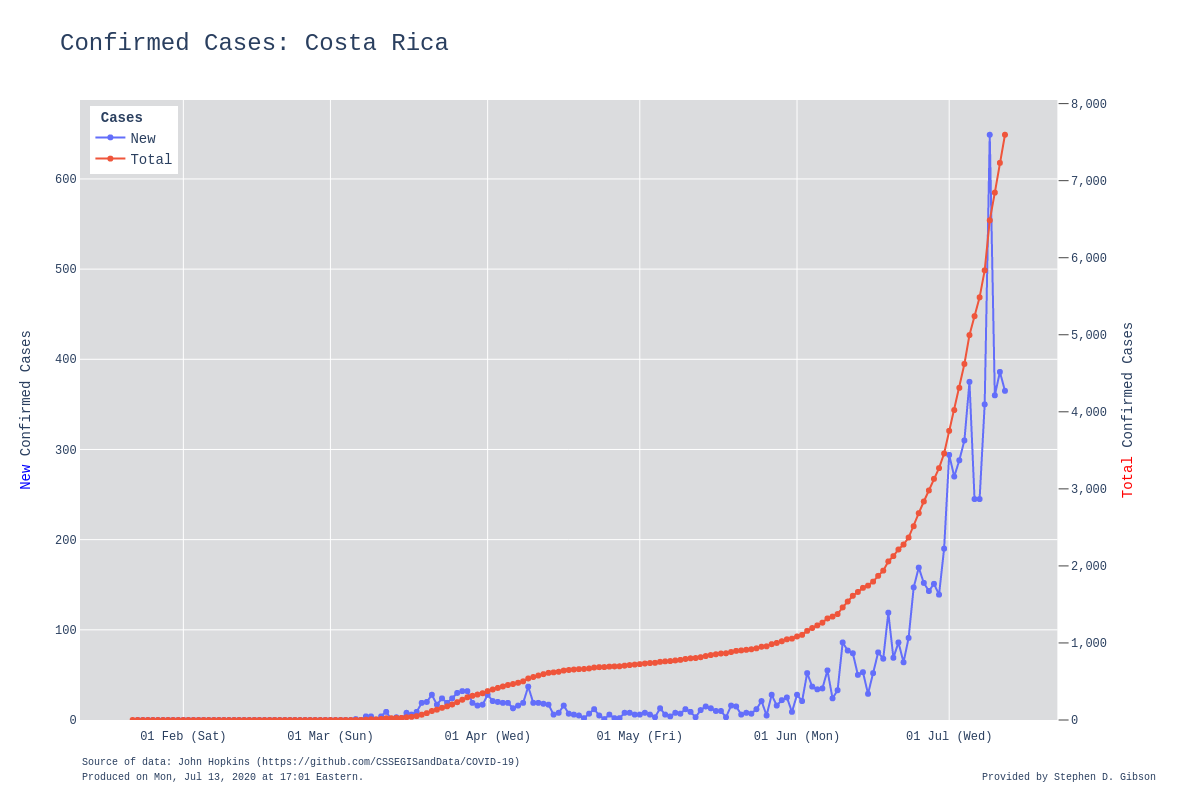 Confirmed Cases: Costa Rica
Cases
New
Total
600
500
400
300
200
100
0
New Confirmed Cases
8,000
7,000
6,000
5,000
4,000
3,000
2,000
1,000
0
Total Confirmed Cases
01 Feb (Sat)
01 Mar (Sun)
01 Apr (Wed)
01 May (Fri)
01 Jun (Mon)
01 Jul (Wed)
Source of data: John Hopkins (https://github.com/CSSEGISandData/COVID-19)
Produced on Mon, Jul 13, 2020 at 17:01 Eastern.
Provided by Stephen D. Gibson